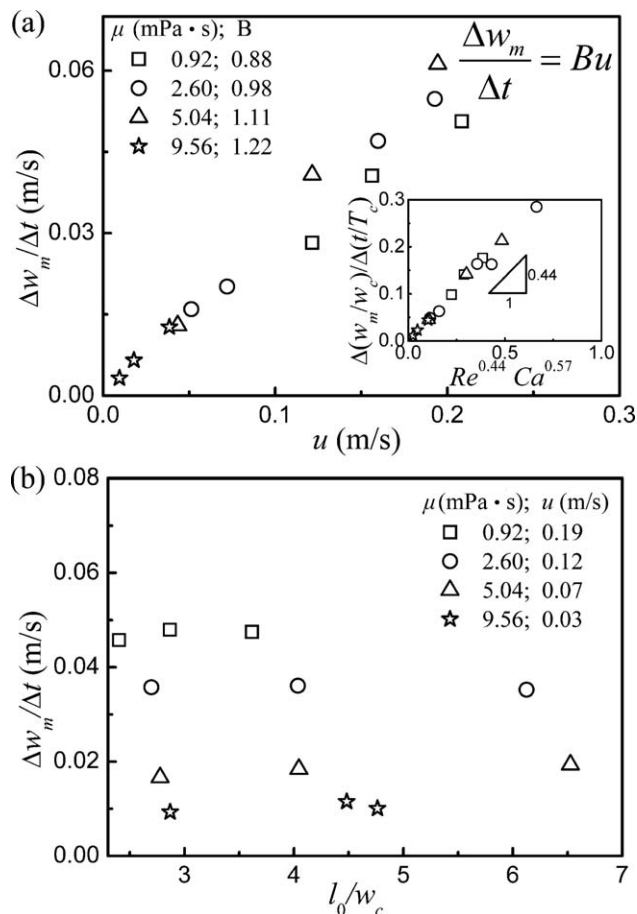 (a)
μ (mPa • s); B
0.92; 0.88
2.60; 0.98
5.04; 1.11
9.56; 1.22
Δw_m/Δt = Bu
Δw_m/Δt (m/s)
0.06
0.03
0.00
0.0 0.1 0.2 0.3
u (m/s)
Δ(w_m/w_c)/Δ(t/T_c)
0.3
0.2
0.1
0.0
0.0 0.5 1.0
0.44
1
Re^0.44 Ca^0.57
(b)
μ (mPa • s); u (m/s)
0.92; 0.19
2.60; 0.12
5.04; 0.07
9.56; 0.03
Δw_m/Δt (m/s)
0.08
0.06
0.04
0.02
0.00
3 4 5 6 7
l_0/w_c